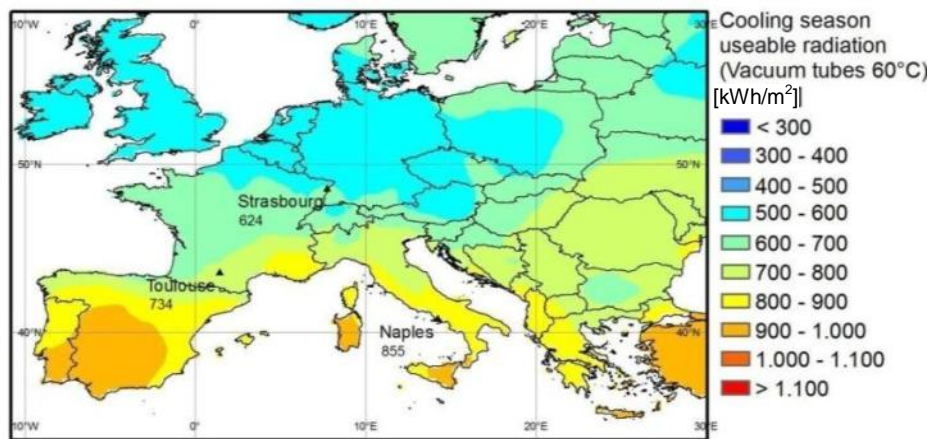 10°W
0
10°E
20°E
30°E
Cooling season
useable radiation
(Vacuum tubes 60°C)
[kWh/m²]
< 300
300 - 400
400 - 500
500 - 600
600 - 700
700 - 800
800 - 900
900 - 1.000
1.000 - 1.100
> 1.100
50°N
50°N
Strasbourg
624
Toulouse
734
Naples
855
40°N
40°N
10°W
0
10°E
20°E
30°E